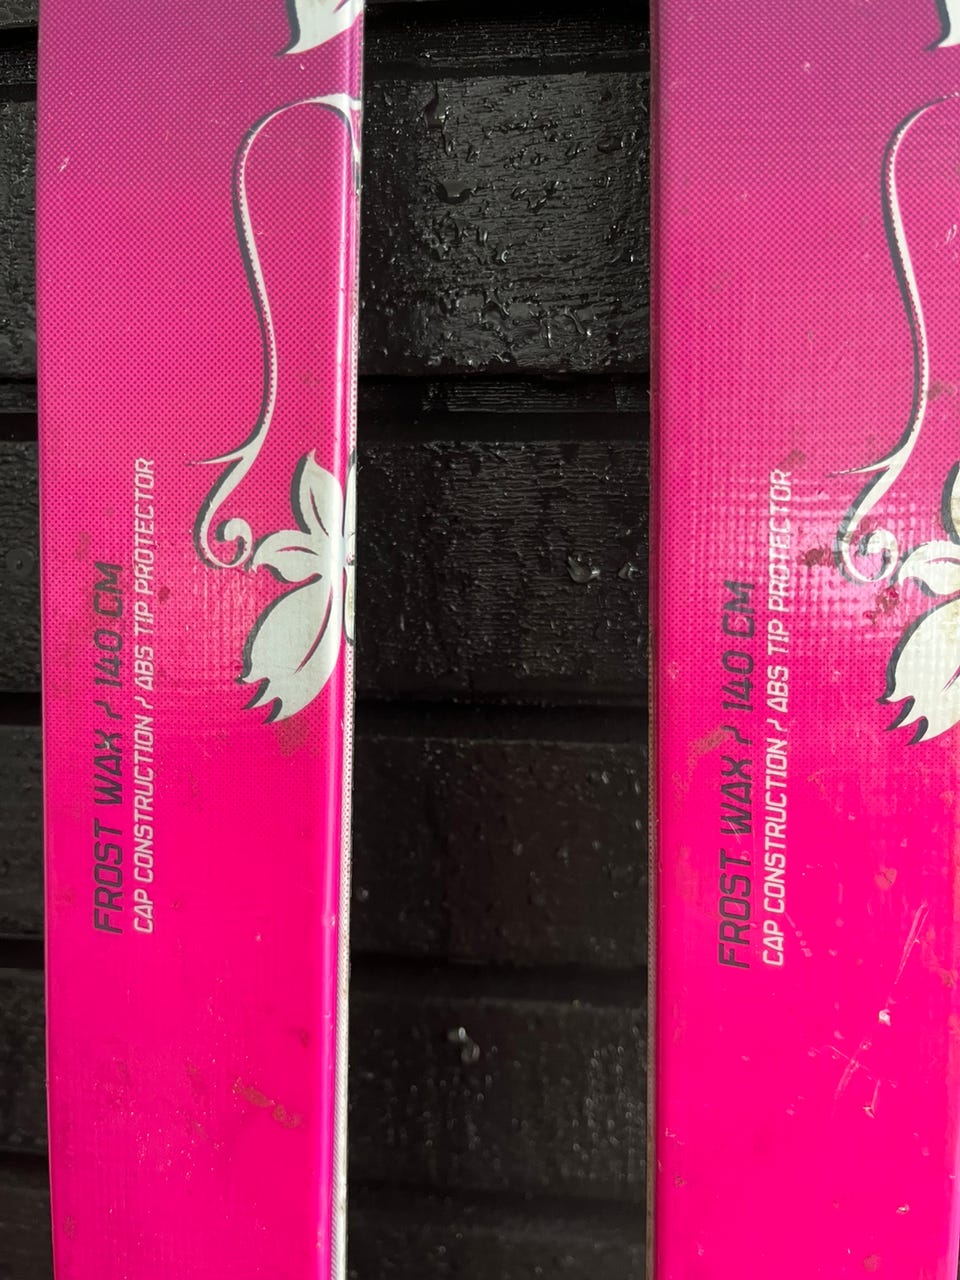 FROST WAX / 140 CM
CAP CONSTRUCTION / ABS TIP PROTECTOR
FROST WAX / 140 CM
CAP CONSTRUCTION / ABS TIP PROTECTOR